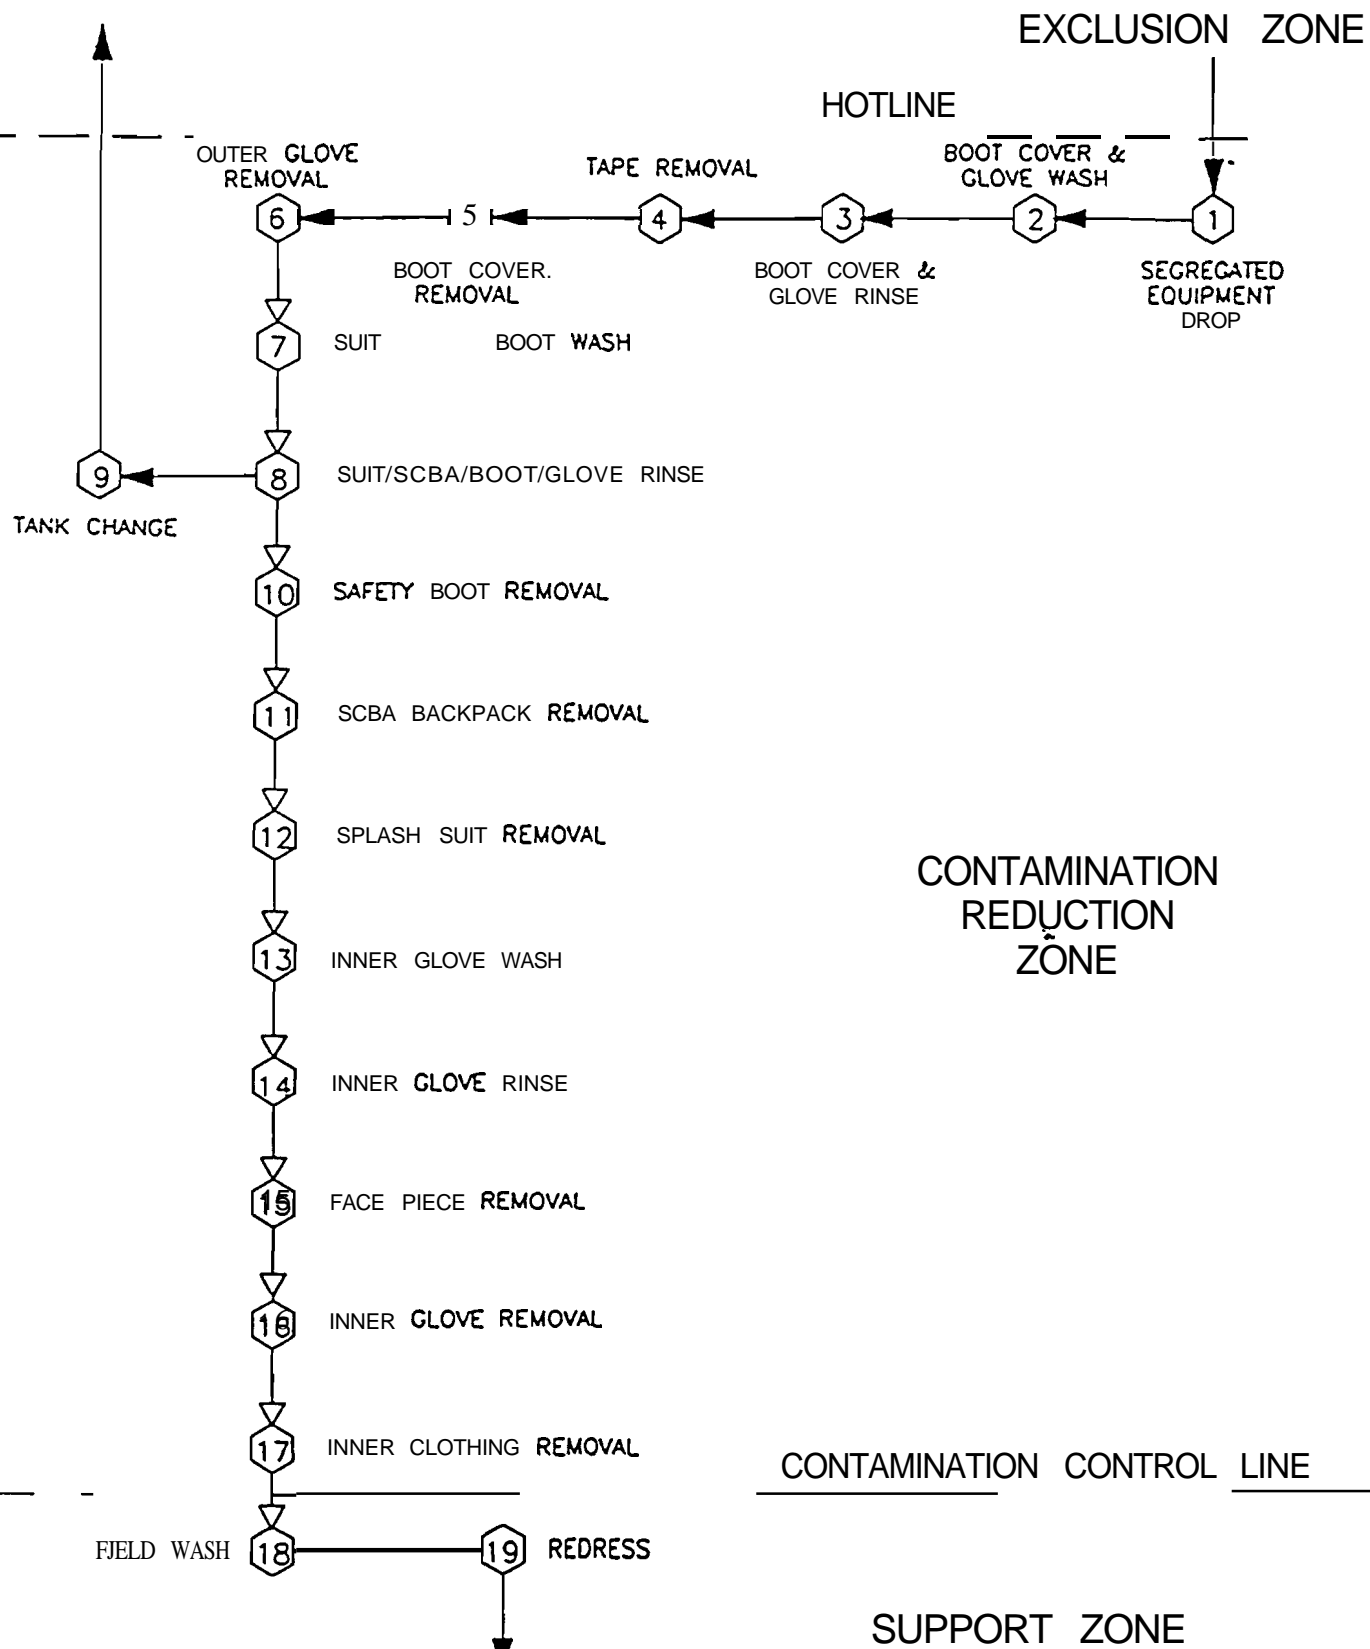 EXCLUSION ZONE
HOTLINE
OUTER GLOVE
REMOVAL
TAPE REMOVAL
BOOT COVER &
GLOVE WASH
6
5
4
3
2
1
BOOT COVER.
REMOVAL
BOOT COVER &
GLOVE RINSE
SEGREGATED
EQUIPMENT
DROP
7 SUIT BOOT WASH
9
8 SUIT/SCBA/BOOT/GLOVE RINSE
TANK CHANGE
10 SAFETY BOOT REMOVAL
11 SCBA BACKPACK REMOVAL
12 SPLASH SUIT REMOVAL
CONTAMINATION
REDUCTION
ZONE
13 INNER GLOVE WASH
14 INNER GLOVE RINSE
15 FACE PIECE REMOVAL
16 INNER GLOVE REMOVAL
17 INNER CLOTHING REMOVAL
CONTAMINATION CONTROL LINE
FJELD WASH 18
19 REDRESS
SUPPORT ZONE